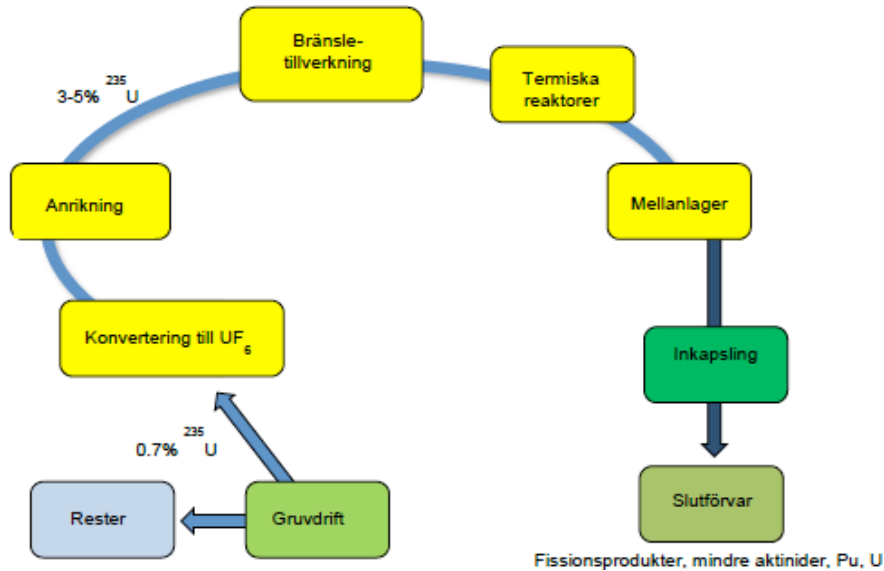 Bränsle-
tillverkning
Termiska
reaktorer
3-5% ²³⁵U
Anrikning
Mellanlager
Konvertering till UF₆
Inkapsling
0.7% ²³⁵U
Rester
Gruvdrift
Slutförvar
Fissionsprodukter, mindre aktinider, Pu, U